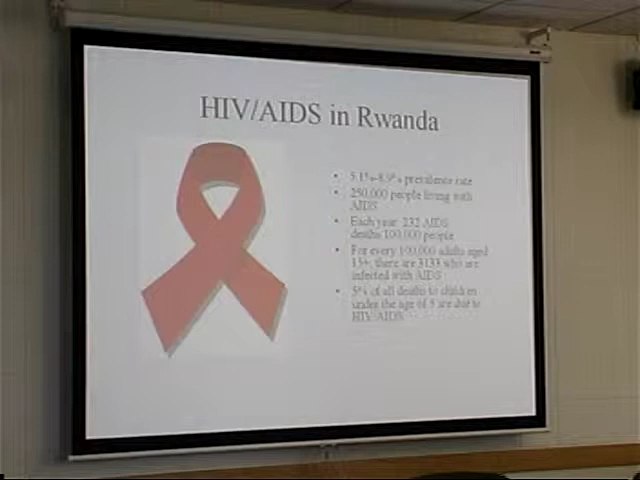 HIV/AIDS in Rwanda
• 5.1%-8.9% prevalence rate
• 250,000 people living with
AIDS
• Each year 232 AIDS
deaths 100,000 people
• For every 100,000 adults aged
15+, there are 3133 who are
infected with AIDS
• 5% of all deaths to children
under the age of 5 are due to
HIV/AIDS